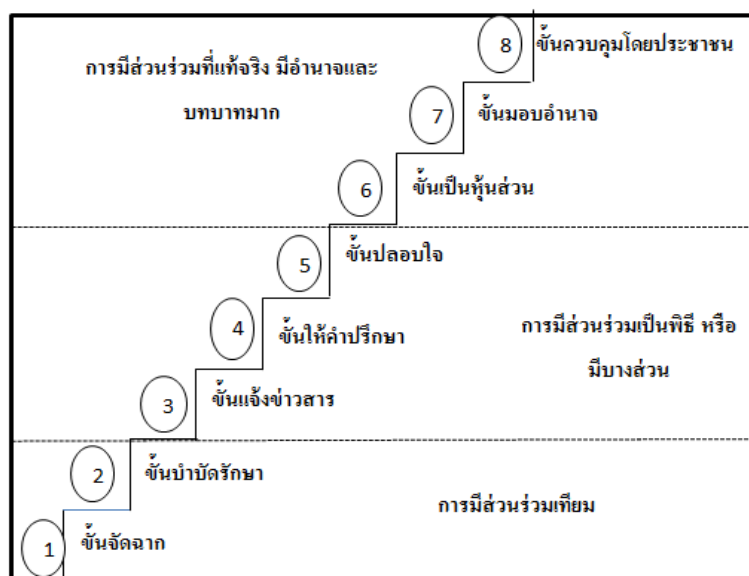 8 ขั้นควบคุมโดยประชาชน
การมีส่วนร่วมที่แท้จริง มีอำนาจและ
บทบาทมาก
7 ขั้นมอบอำนาจ
6 ขั้นเป็นหุ้นส่วน
5 ขั้นปลอบใจ
4 ขั้นให้คำปรึกษา
การมีส่วนร่วมเป็นพิธี หรือ
มีบางส่วน
3 ขั้นแจ้งข่าวสาร
2 ขั้นบำบัดรักษา
การมีส่วนร่วมเทียม
1 ขั้นจัดฉาก